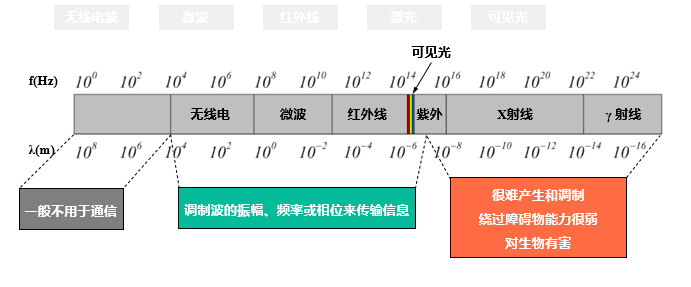 无线电波 微波 红外线 激光 可见光
可见光
f(Hz) 10^0 10^2 10^4 10^6 10^8 10^10 10^12 10^14 10^16 10^18 10^20 10^22 10^24
无线电 微波 红外线 紫外 X射线 γ射线
λ(m) 10^8 10^6 10^4 10^2 10^0 10^-2 10^-4 10^-6 10^-8 10^-10 10^-12 10^-14 10^-16
一般不用于通信
调制波的振幅、频率或相位来传输信息
很难产生和调制
绕过障碍物能力很弱
对生物有害